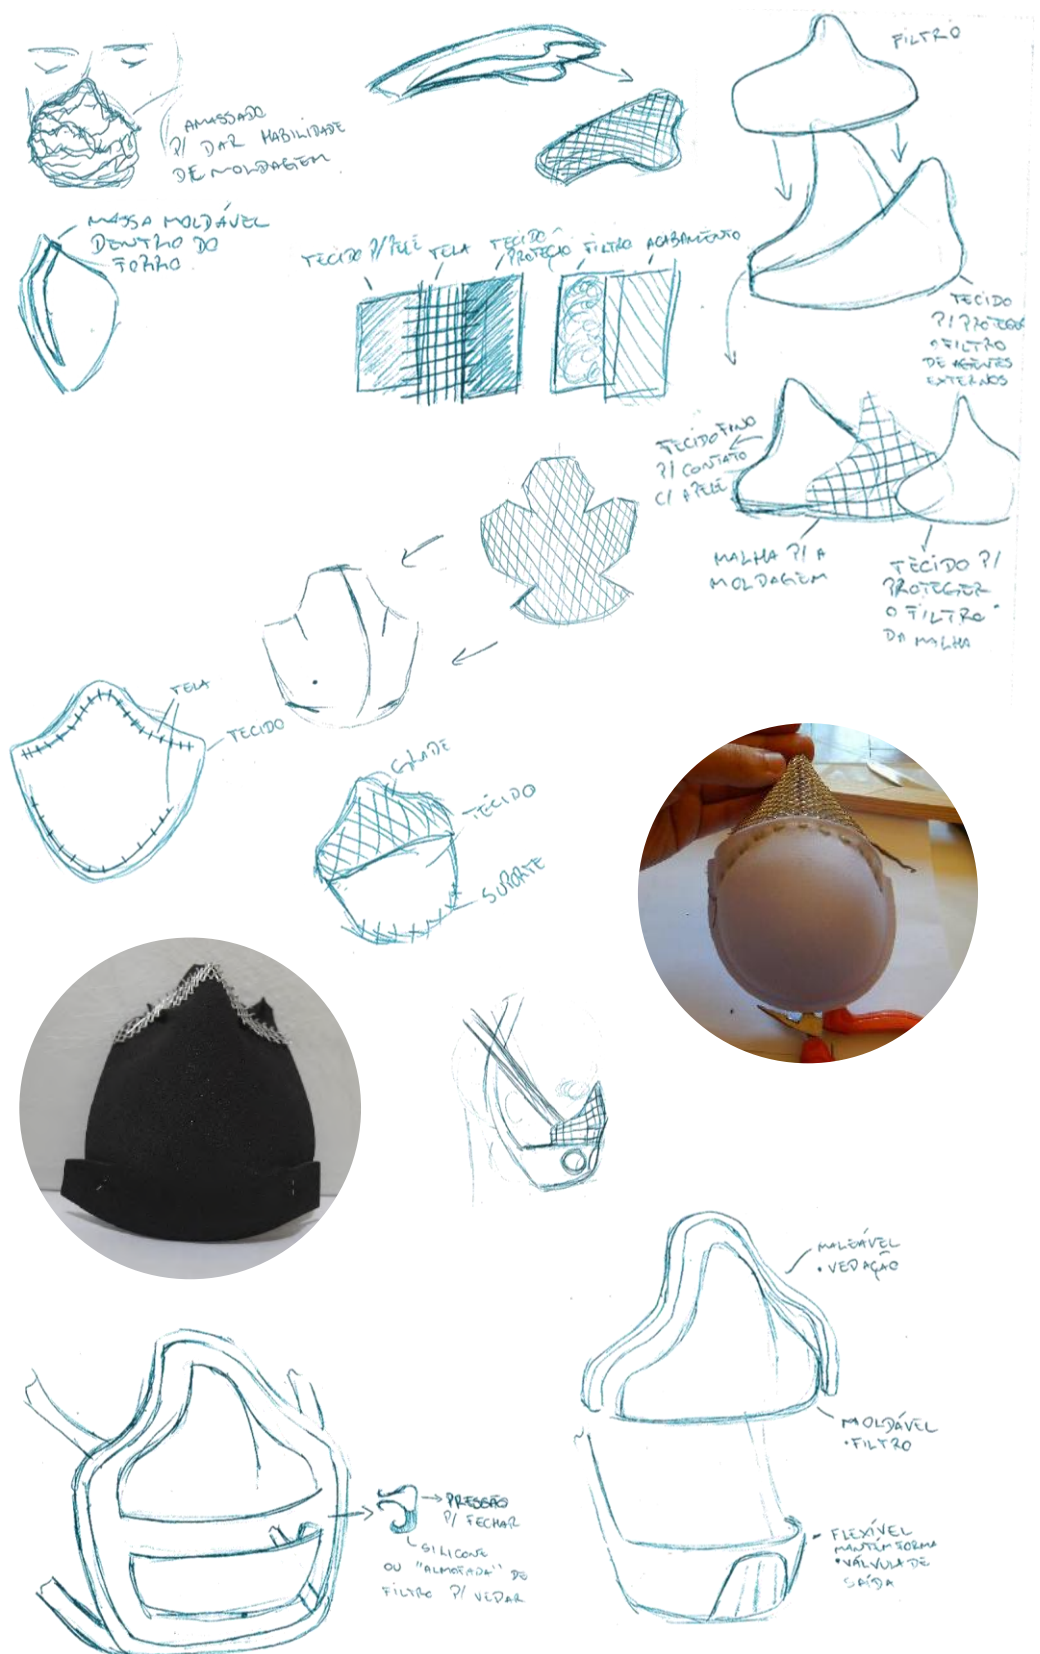 FILTRO
AMASSADO
P/ DAR HABILIDADE
DE MOLDAGEM
MASSA MOLDÁVEL
DENTRO DO
FORRO
TECIDO P/ PELE
TELA
TECIDO
PROTEÇÃO
FILTRO
ACABAMENTO
TECIDO
P/ PROTEGER
O FILTRO
DE AGENTES
EXTERNOS
TECIDO FINO
P/ CONTATO
C/ A PELE
MALHA P/ A
MOLDAGEM
TECIDO P/
PROTEGER
O FILTRO
DA MALHA
TELA
TECIDO
GRADE
TECIDO
SUPORTE
MALEÁVEL
• VEDAÇÃO
MOLDÁVEL
• FILTRO
PRESSÃO
P/ FECHAR
SILICONE
OU "ALMOFADA" DE
FILTRO P/ VEDAR
FLEXÍVEL
MANTEM FORMA
• VÁLVULA DE
SAÍDA